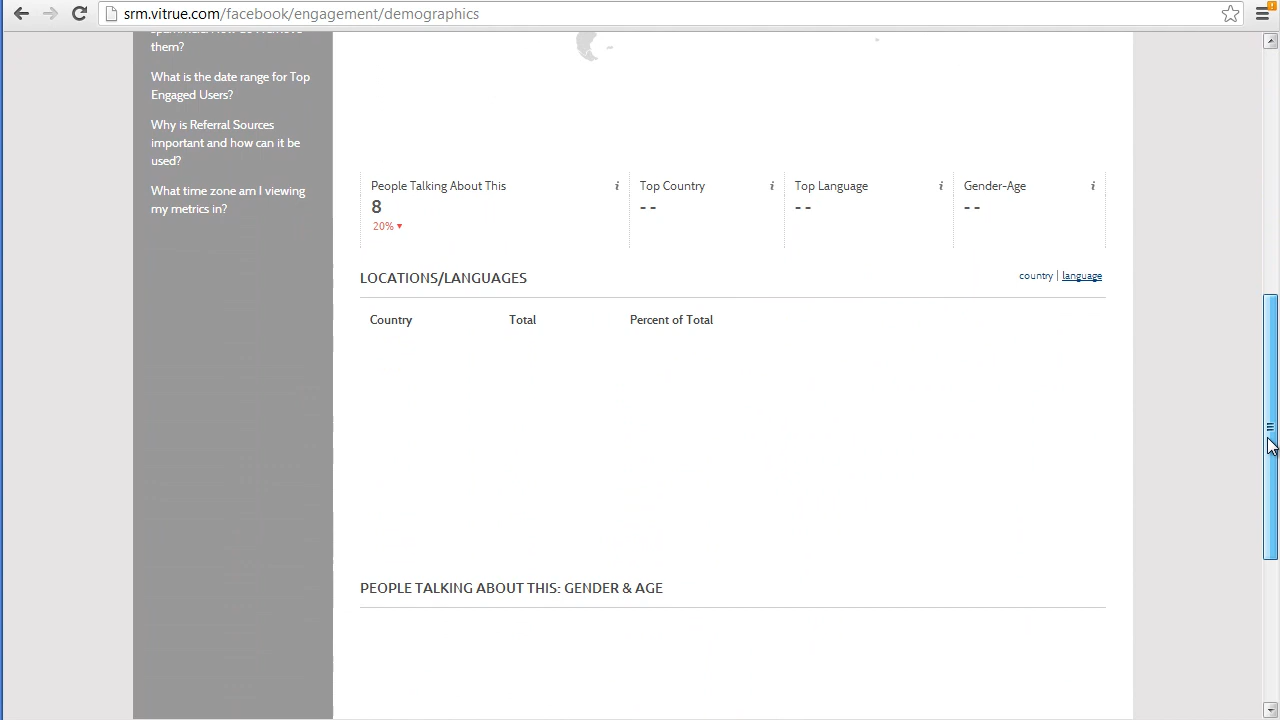 srm.vitrue.com/facebook/engagement/demographics
them?
What is the date range for Top
Engaged Users?
Why is Referral Sources
important and how can it be
used?
What time zone am I viewing
my metrics in?
People Talking About This i
8
20% ▼
Top Country i
- -
Top Language i
- -
Gender-Age i
- -
LOCATIONS/LANGUAGES
country | language
Country Total Percent of Total
PEOPLE TALKING ABOUT THIS: GENDER & AGE